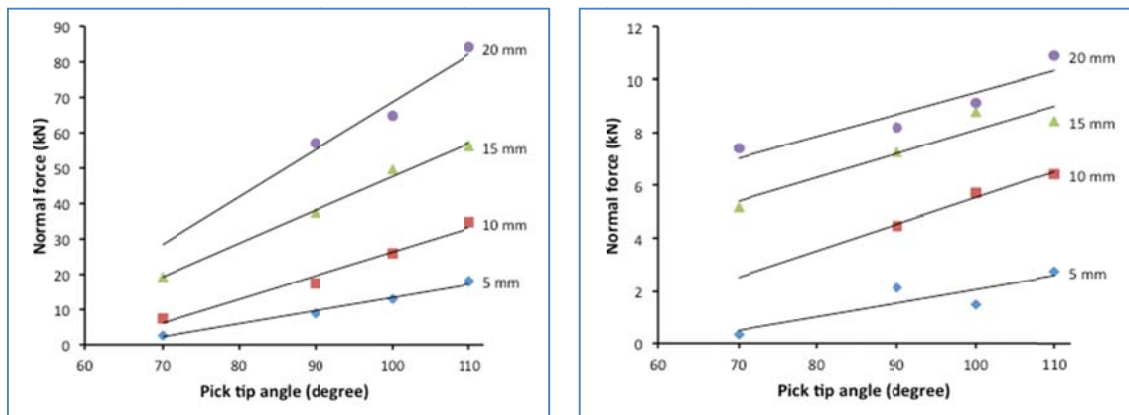 90
80
70
60
50
40
30
20
10
0
Normal force (kN)
20 mm
15 mm
10 mm
5 mm
60 70 80 90 100 110
Pick tip angle (degree)
12
10
8
6
4
2
0
Normal force (kN)
20 mm
15 mm
10 mm
5 mm
60 70 80 90 100 110
Pick tip angle (degree)